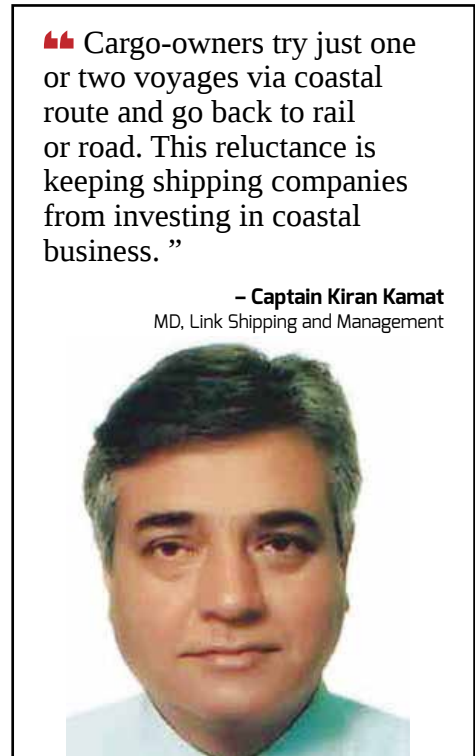 ❝ Cargo-owners try just one
or two voyages via coastal
route and go back to rail
or road. This reluctance is
keeping shipping companies
from investing in coastal
business. ”
– Captain Kiran Kamat
MD, Link Shipping and Management